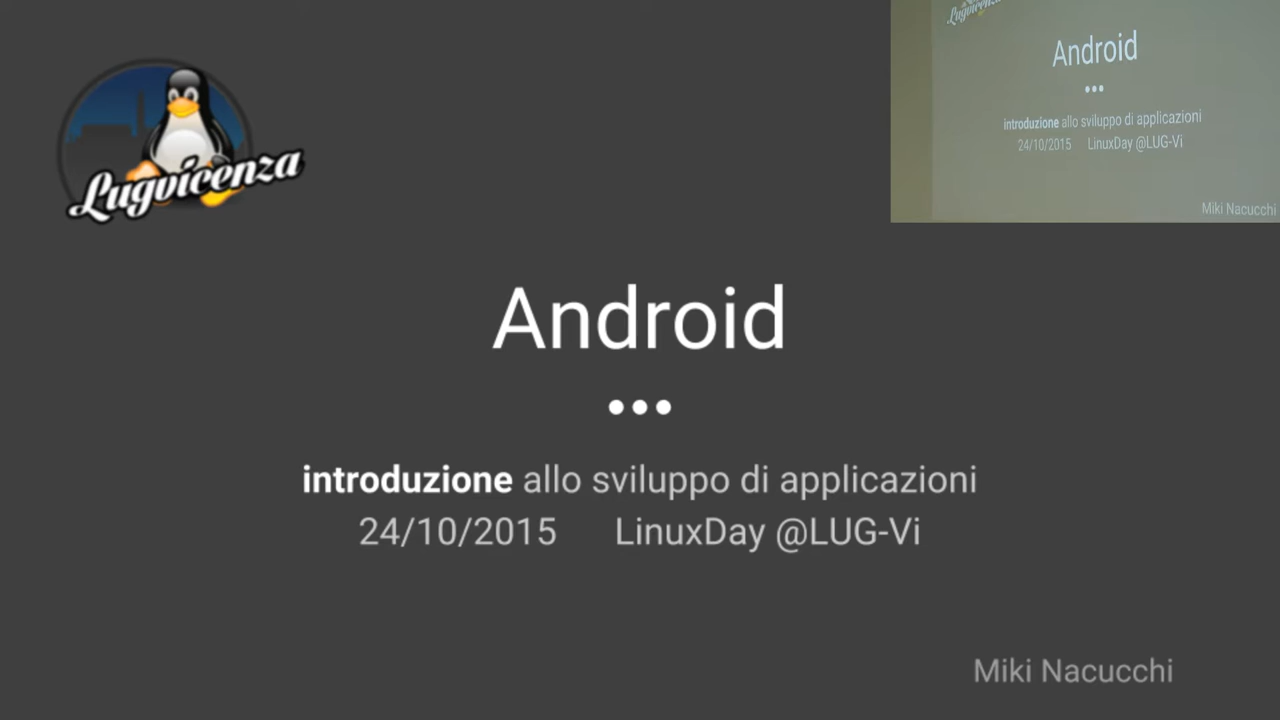 Lugvicenza
Android
introduzione allo sviluppo di applicazioni
24/10/2015 LinuxDay @LUG-Vi
Miki Nacucchi
Lugvicenza
Android
introduzione allo sviluppo di applicazioni
24/10/2015 LinuxDay @LUG-Vi
Miki Nacucchi